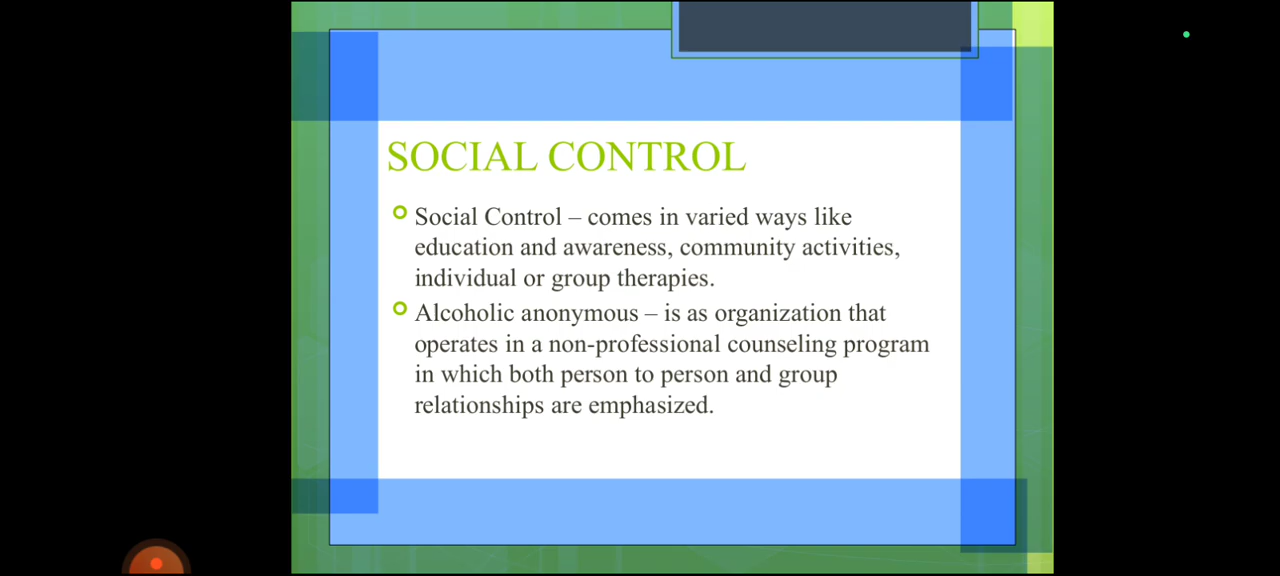 SOCIAL CONTROL
Social Control – comes in varied ways like
education and awareness, community activities,
individual or group therapies.
Alcoholic anonymous – is as organization that
operates in a non-professional counseling program
in which both person to person and group
relationships are emphasized.